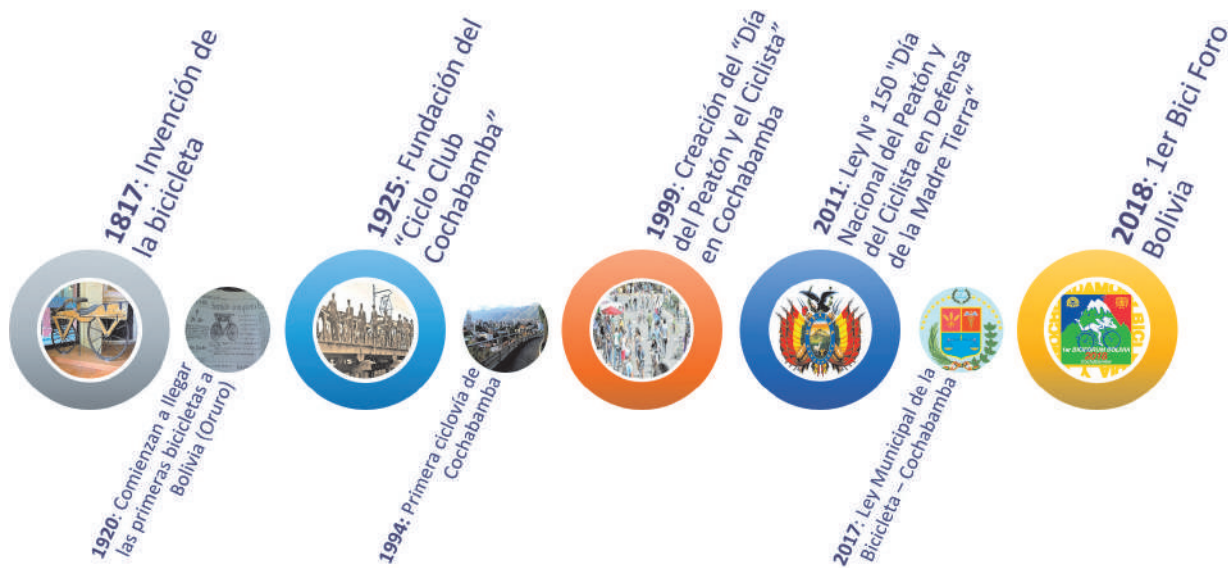 1817: Invención de
la bicicleta
1920: Comienzan a llegar
las primeras bicicletas a
Bolivia (Oruro)
1925: Fundación del
“Ciclo Club
Cochabamba”
1994: Primera ciclovía de
Cochabamba
1999: Creación del “Día
del Peatón y el Ciclista”
en Cochabamba
2011: Ley N° 150 "Día
Nacional del Peatón y
del Ciclista en Defensa
de la Madre Tierra“
2017: Ley Municipal de la
Bicicleta – Cochabamba
2018: 1er Bici Foro
Bolivia
1er BICIFORUM BOLIVIA